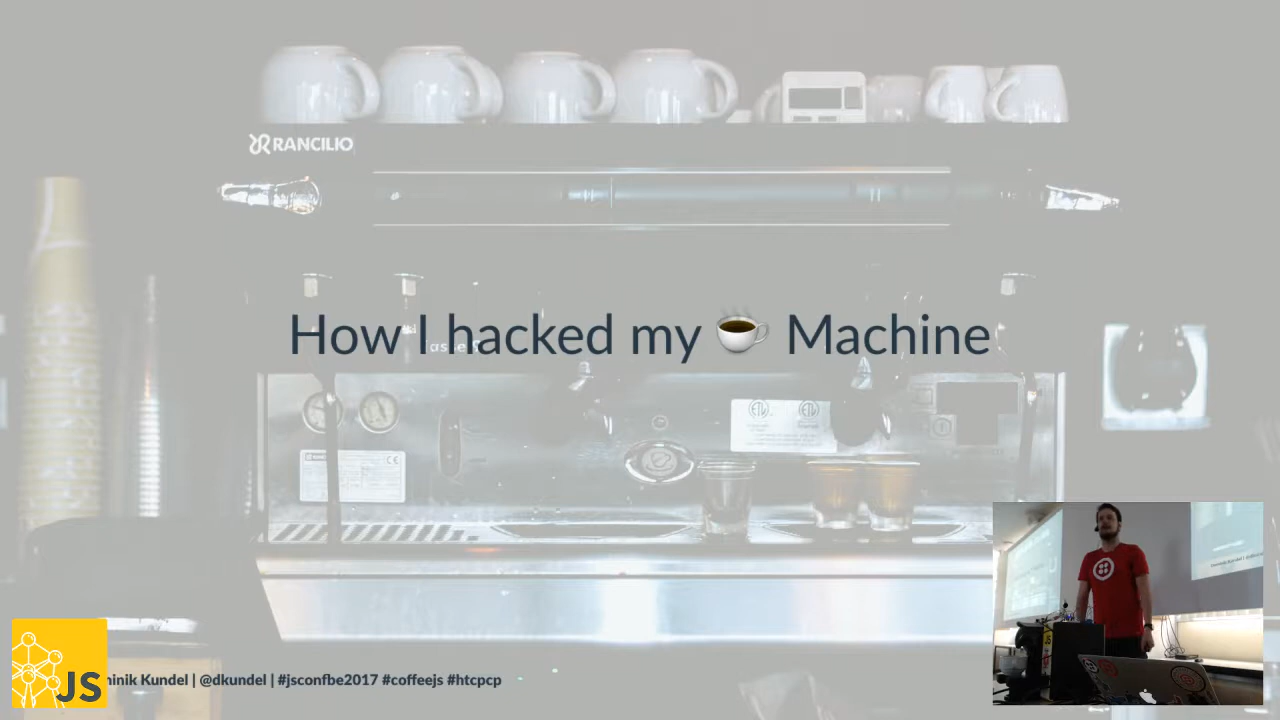 RANCILIO
How I hacked my ☕ Machine
inik Kundel | @dkundel | #jsconfbe2017 #coffeejs #htcpcp
JS